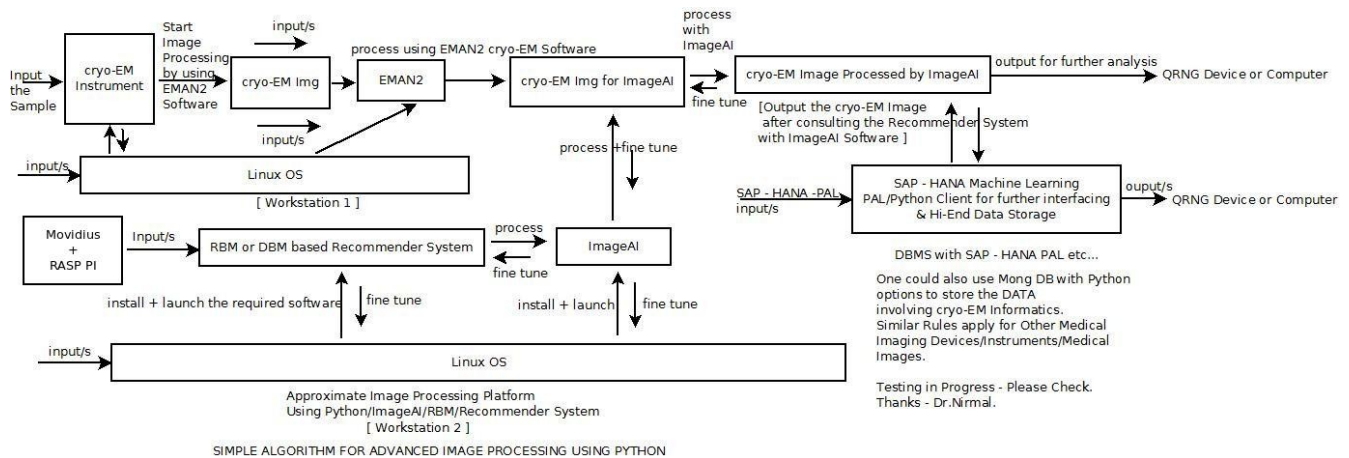 Input
the
Sample
cryo-EM
Instrument
Start
Image
Processing
by using
EMAN2
Software
input/s
cryo-EM Img
input/s
process using EMAN2 cryo-EM Software
EMAN2
cryo-EM Img for ImageAI
process
with
ImageAI
fine tune
cryo-EM Image Processed by ImageAI
output for further analysis
QRNG Device or Computer
[Output the cryo-EM Image
after consulting the Recommender System
with ImageAI Software ]
input/s
Linux OS
[ Workstation 1 ]
process +fine tune
SAP - HANA -PAL
input/s
SAP - HANA Machine Learning
PAL/Python Client for further interfacing
& Hi-End Data Storage
ouput/s
QRNG Device or Computer
Movidius
+
RASP PI
Input/s
RBM or DBM based Recommender System
process
fine tune
ImageAI
DBMS with SAP - HANA PAL etc...
One could also use Mong DB with Python
options to store the DATA
involving cryo-EM Informatics.
Similar Rules apply for Other Medical
Imaging Devices/Instruments/Medical
Images.
Testing in Progress - Please Check.
Thanks - Dr.Nirmal.
install + launch the required software
fine tune
install + launch
fine tune
input/s
Linux OS
Approximate Image Processing Platform
Using Python/ImageAI/RBM/Recommender System
[ Workstation 2 ]
SIMPLE ALGORITHM FOR ADVANCED IMAGE PROCESSING USING PYTHON